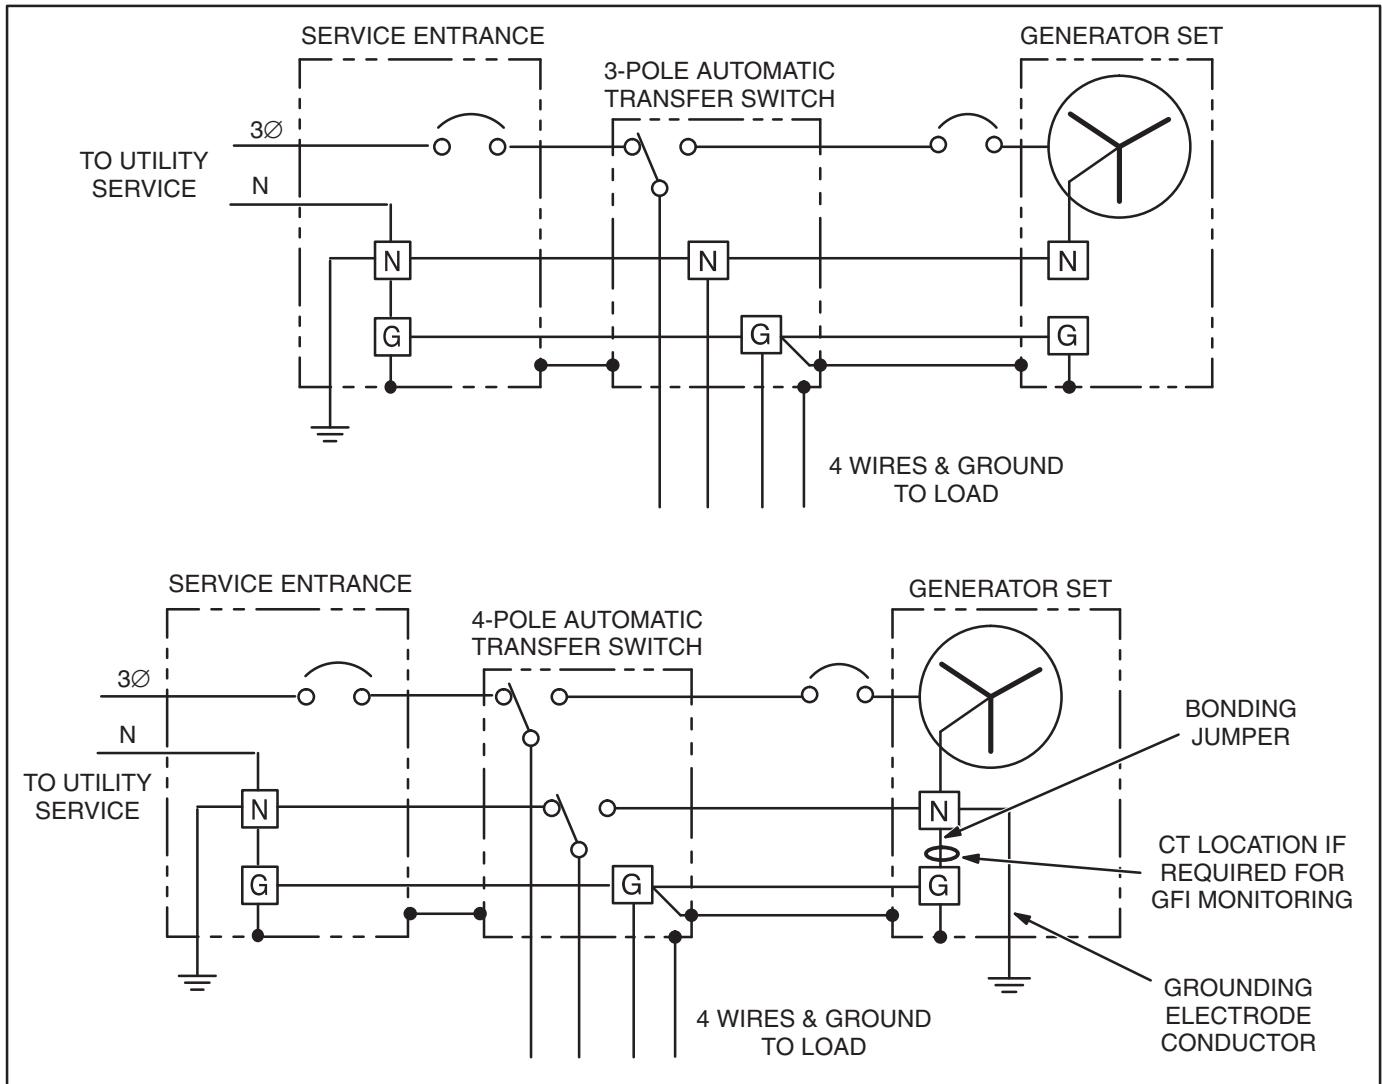 SERVICE ENTRANCE
GENERATOR SET
3-POLE AUTOMATIC
TRANSFER SWITCH
3∅
TO UTILITY
SERVICE
N
N
N
N
G
G
G
4 WIRES & GROUND
TO LOAD
SERVICE ENTRANCE
GENERATOR SET
4-POLE AUTOMATIC
TRANSFER SWITCH
3∅
N
TO UTILITY
SERVICE
BONDING
JUMPER
N
N
CT LOCATION IF
REQUIRED FOR
GFI MONITORING
G
G
G
GROUNDING
ELECTRODE
CONDUCTOR
4 WIRES & GROUND
TO LOAD